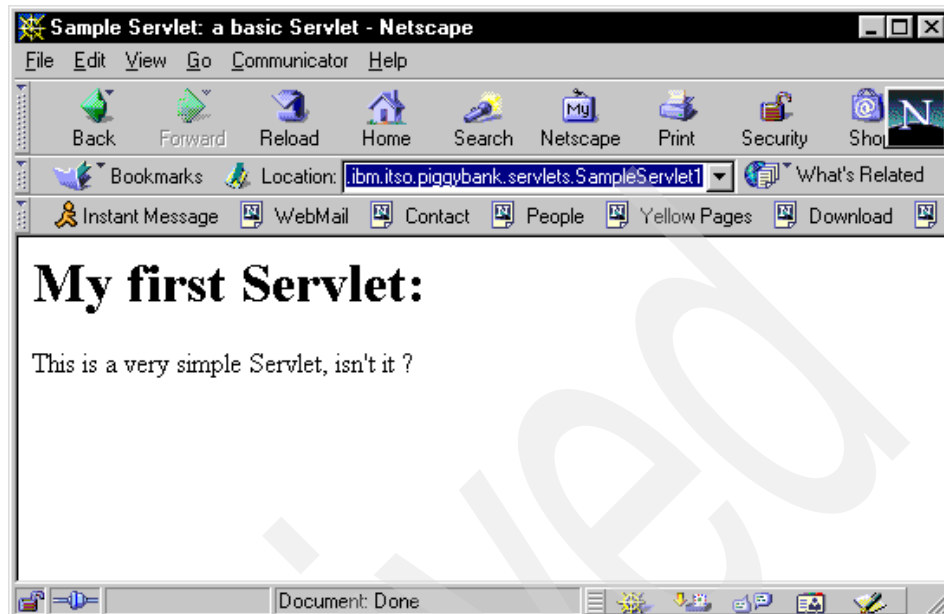 Sample Servlet: a basic Servlet - Netscape
File Edit View Go Communicator Help
Back Forward Reload Home Search My Netscape Print Security Shop N
Bookmarks Location: .ibm.itso.piggybank.servlets.SampleServlet1 What's Related
Instant Message WebMail Contact People Yellow Pages Download
My first Servlet:
This is a very simple Servlet, isn't it ?
Document: Done